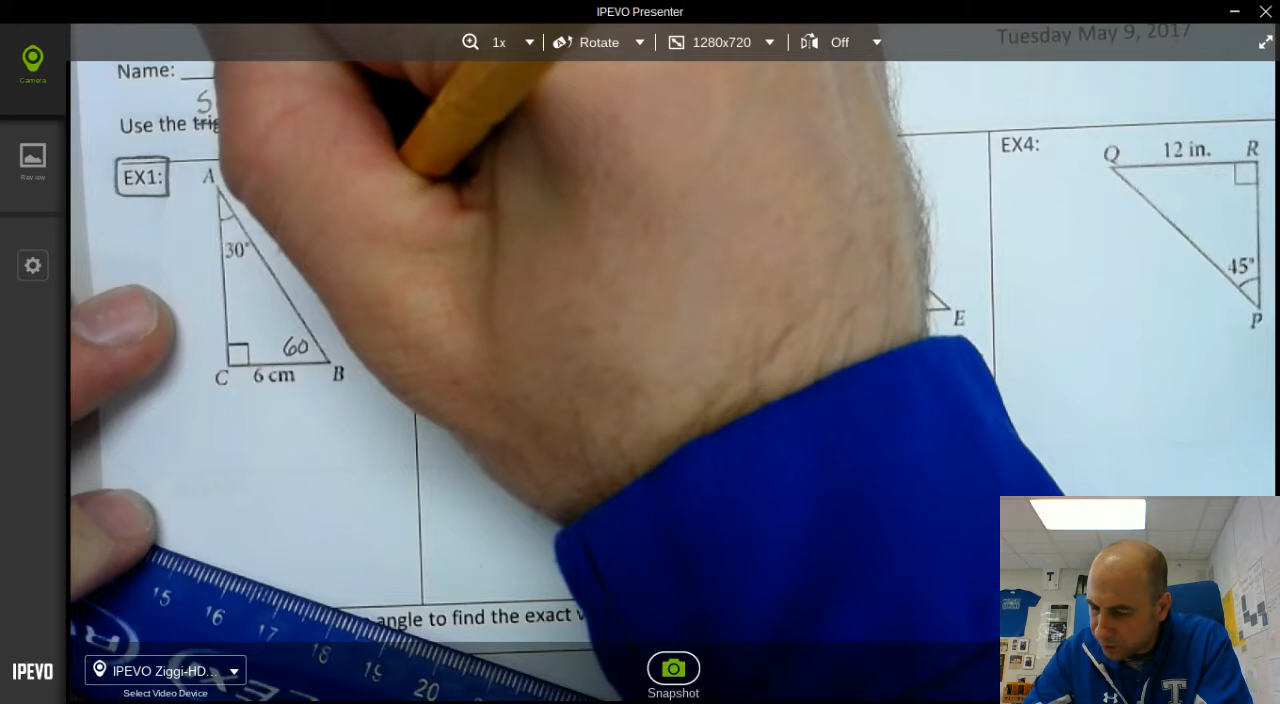 IPEVO Presenter
1x
Rotate
1280x720
Off
Camera
Tuesday May 9, 2017
Name:
Use the
EX1:
A
30°
60
C 6 cm B
E
EX4:
Q 12 in. R
45°
P
15 16 17 18 19 20
angle to find the exact
IPEVO
IPEVO Ziggi-HD...
Select Video Device
Snapshot
T
T